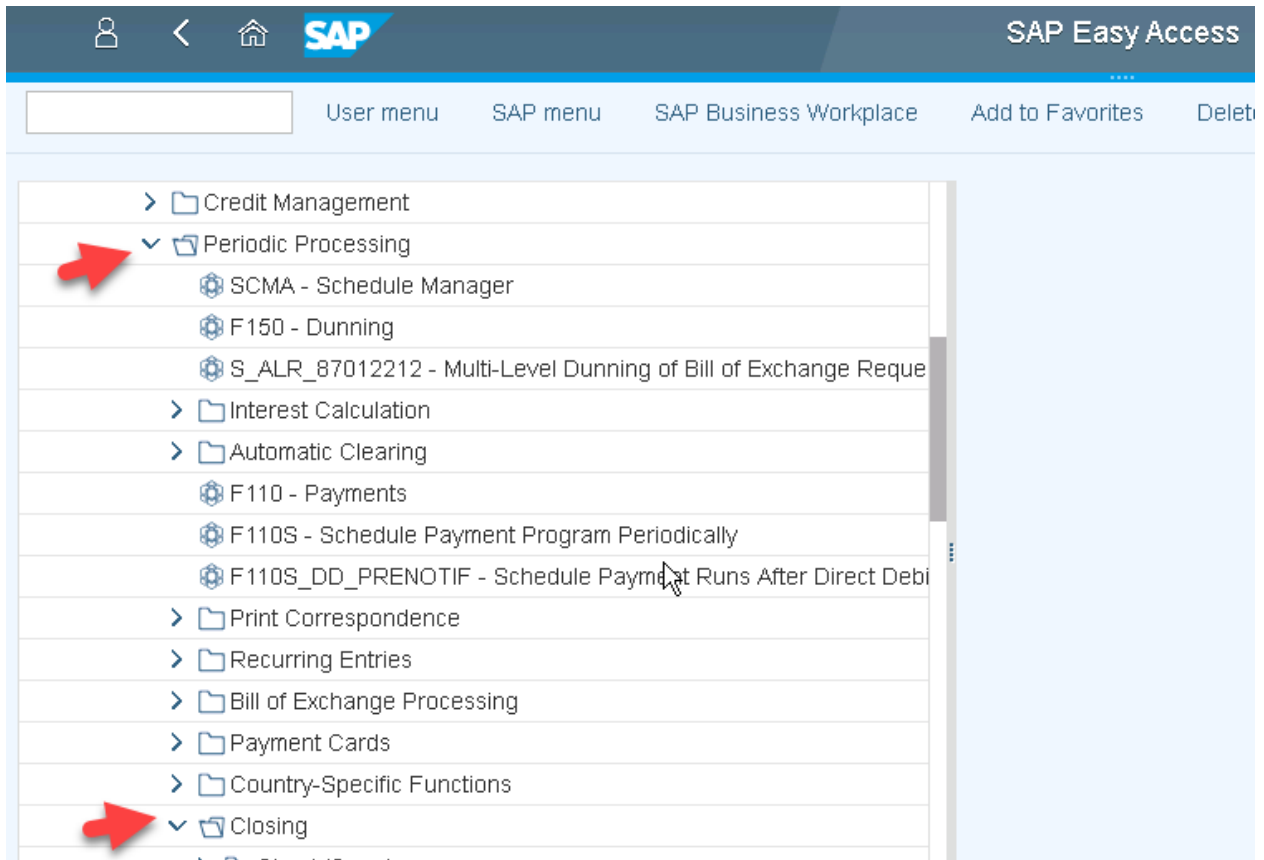 SAP
SAP Easy Access
User menu SAP menu SAP Business Workplace Add to Favorites Delet
Credit Management
Periodic Processing
SCMA - Schedule Manager
F150 - Dunning
S_ALR_87012212 - Multi-Level Dunning of Bill of Exchange Reque
Interest Calculation
Automatic Clearing
F110 - Payments
F110S - Schedule Payment Program Periodically
F110S_DD_PRENOTIF - Schedule Payment Runs After Direct Debi
Print Correspondence
Recurring Entries
Bill of Exchange Processing
Payment Cards
Country-Specific Functions
Closing